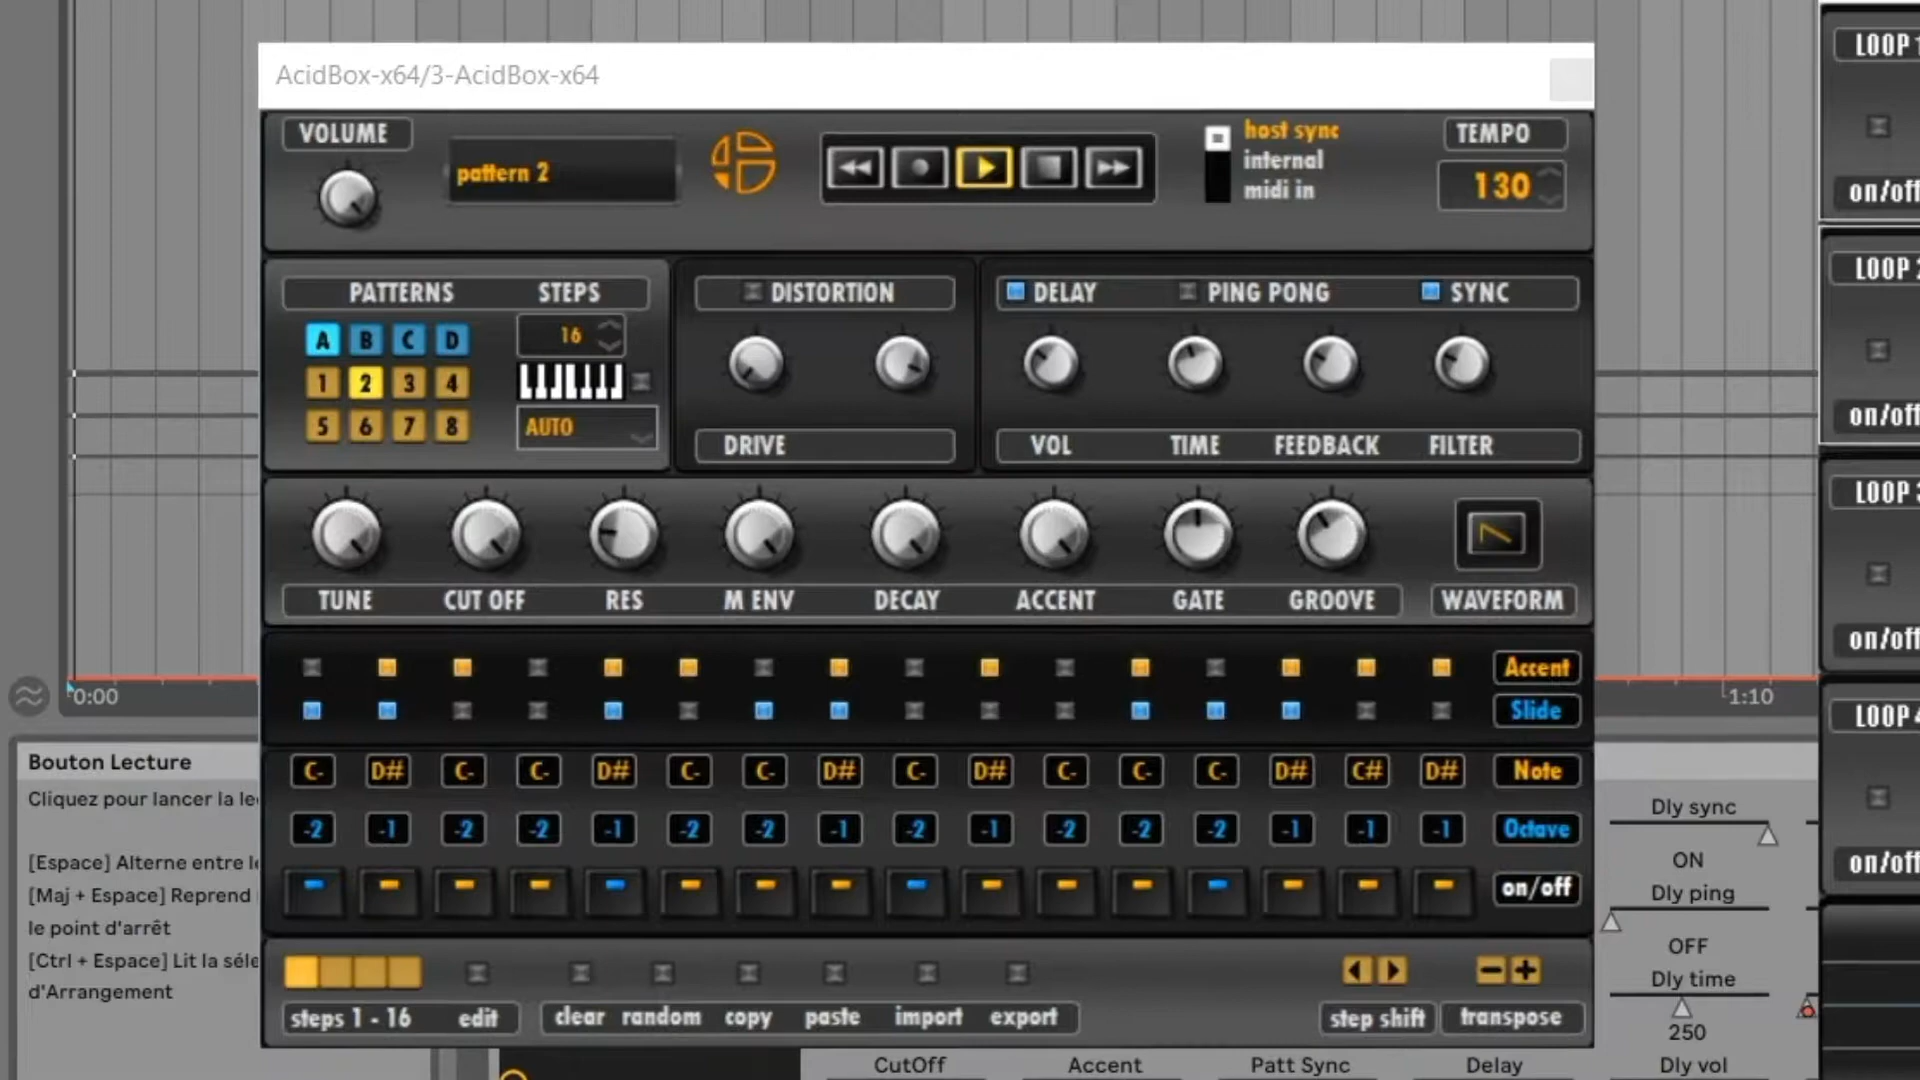 AcidBox-x64/3-AcidBox-x64
VOLUME
pattern 2
host sync
internal
midi in
TEMPO
130
PATTERNS STEPS
A B C D
16
1 2 3 4
5 6 7 8
AUTO
DISTORTION
DRIVE
DELAY PING PONG SYNC
VOL TIME FEEDBACK FILTER
TUNE CUT OFF RES M ENV DECAY ACCENT GATE GROOVE WAVEFORM
Accent
Slide
C- D# C- C- D# C- C- D# C- D# C- C- C- D# C# D# Note
-2 -1 -2 -2 -1 -2 -2 -1 -2 -1 -2 -2 -2 -1 -1 -1 Octave
on/off
steps 1 - 16 edit clear random copy paste import export step shift transpose
0:00
1:10
Bouton Lecture
Cliquez pour lancer la
[Espace] Alterne entre
[Maj + Espace] Reprend
le point d'arrêt
[Ctrl + Espace] Lit la
d'Arrangement
LOOP
on/off
LOOP 2
on/off
LOOP 3
on/off
LOOP 4
on/off
Dly sync
ON
Dly ping
OFF
Dly time
250
CutOff Accent Patt Sync Delay Dly vol